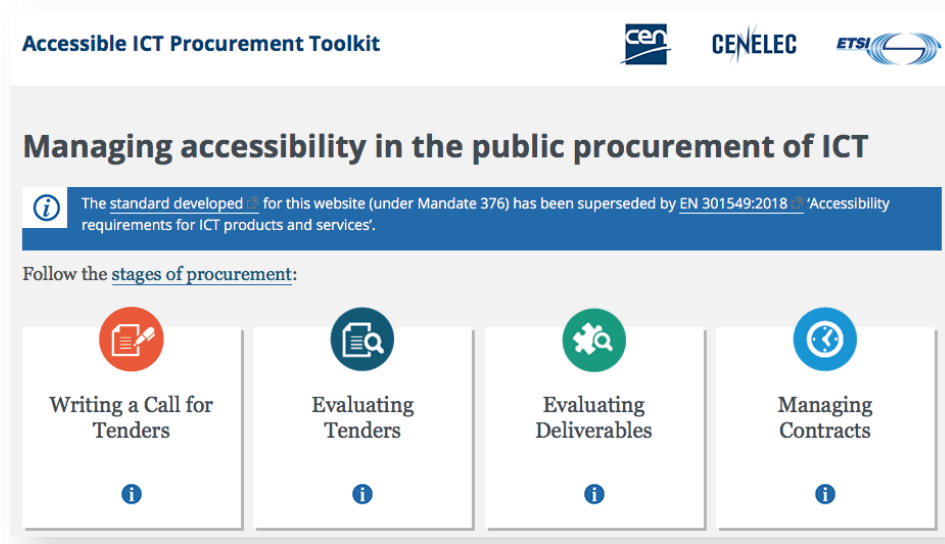 Accessible ICT Procurement Toolkit
cen
CENELEC
ETSI
Managing accessibility in the public procurement of ICT
The standard developed for this website (under Mandate 376) has been superseded by EN 301549:2018 'Accessibility
requirements for ICT products and services'.
Follow the stages of procurement:
Writing a Call for
Tenders
Evaluating
Tenders
Evaluating
Deliverables
Managing
Contracts